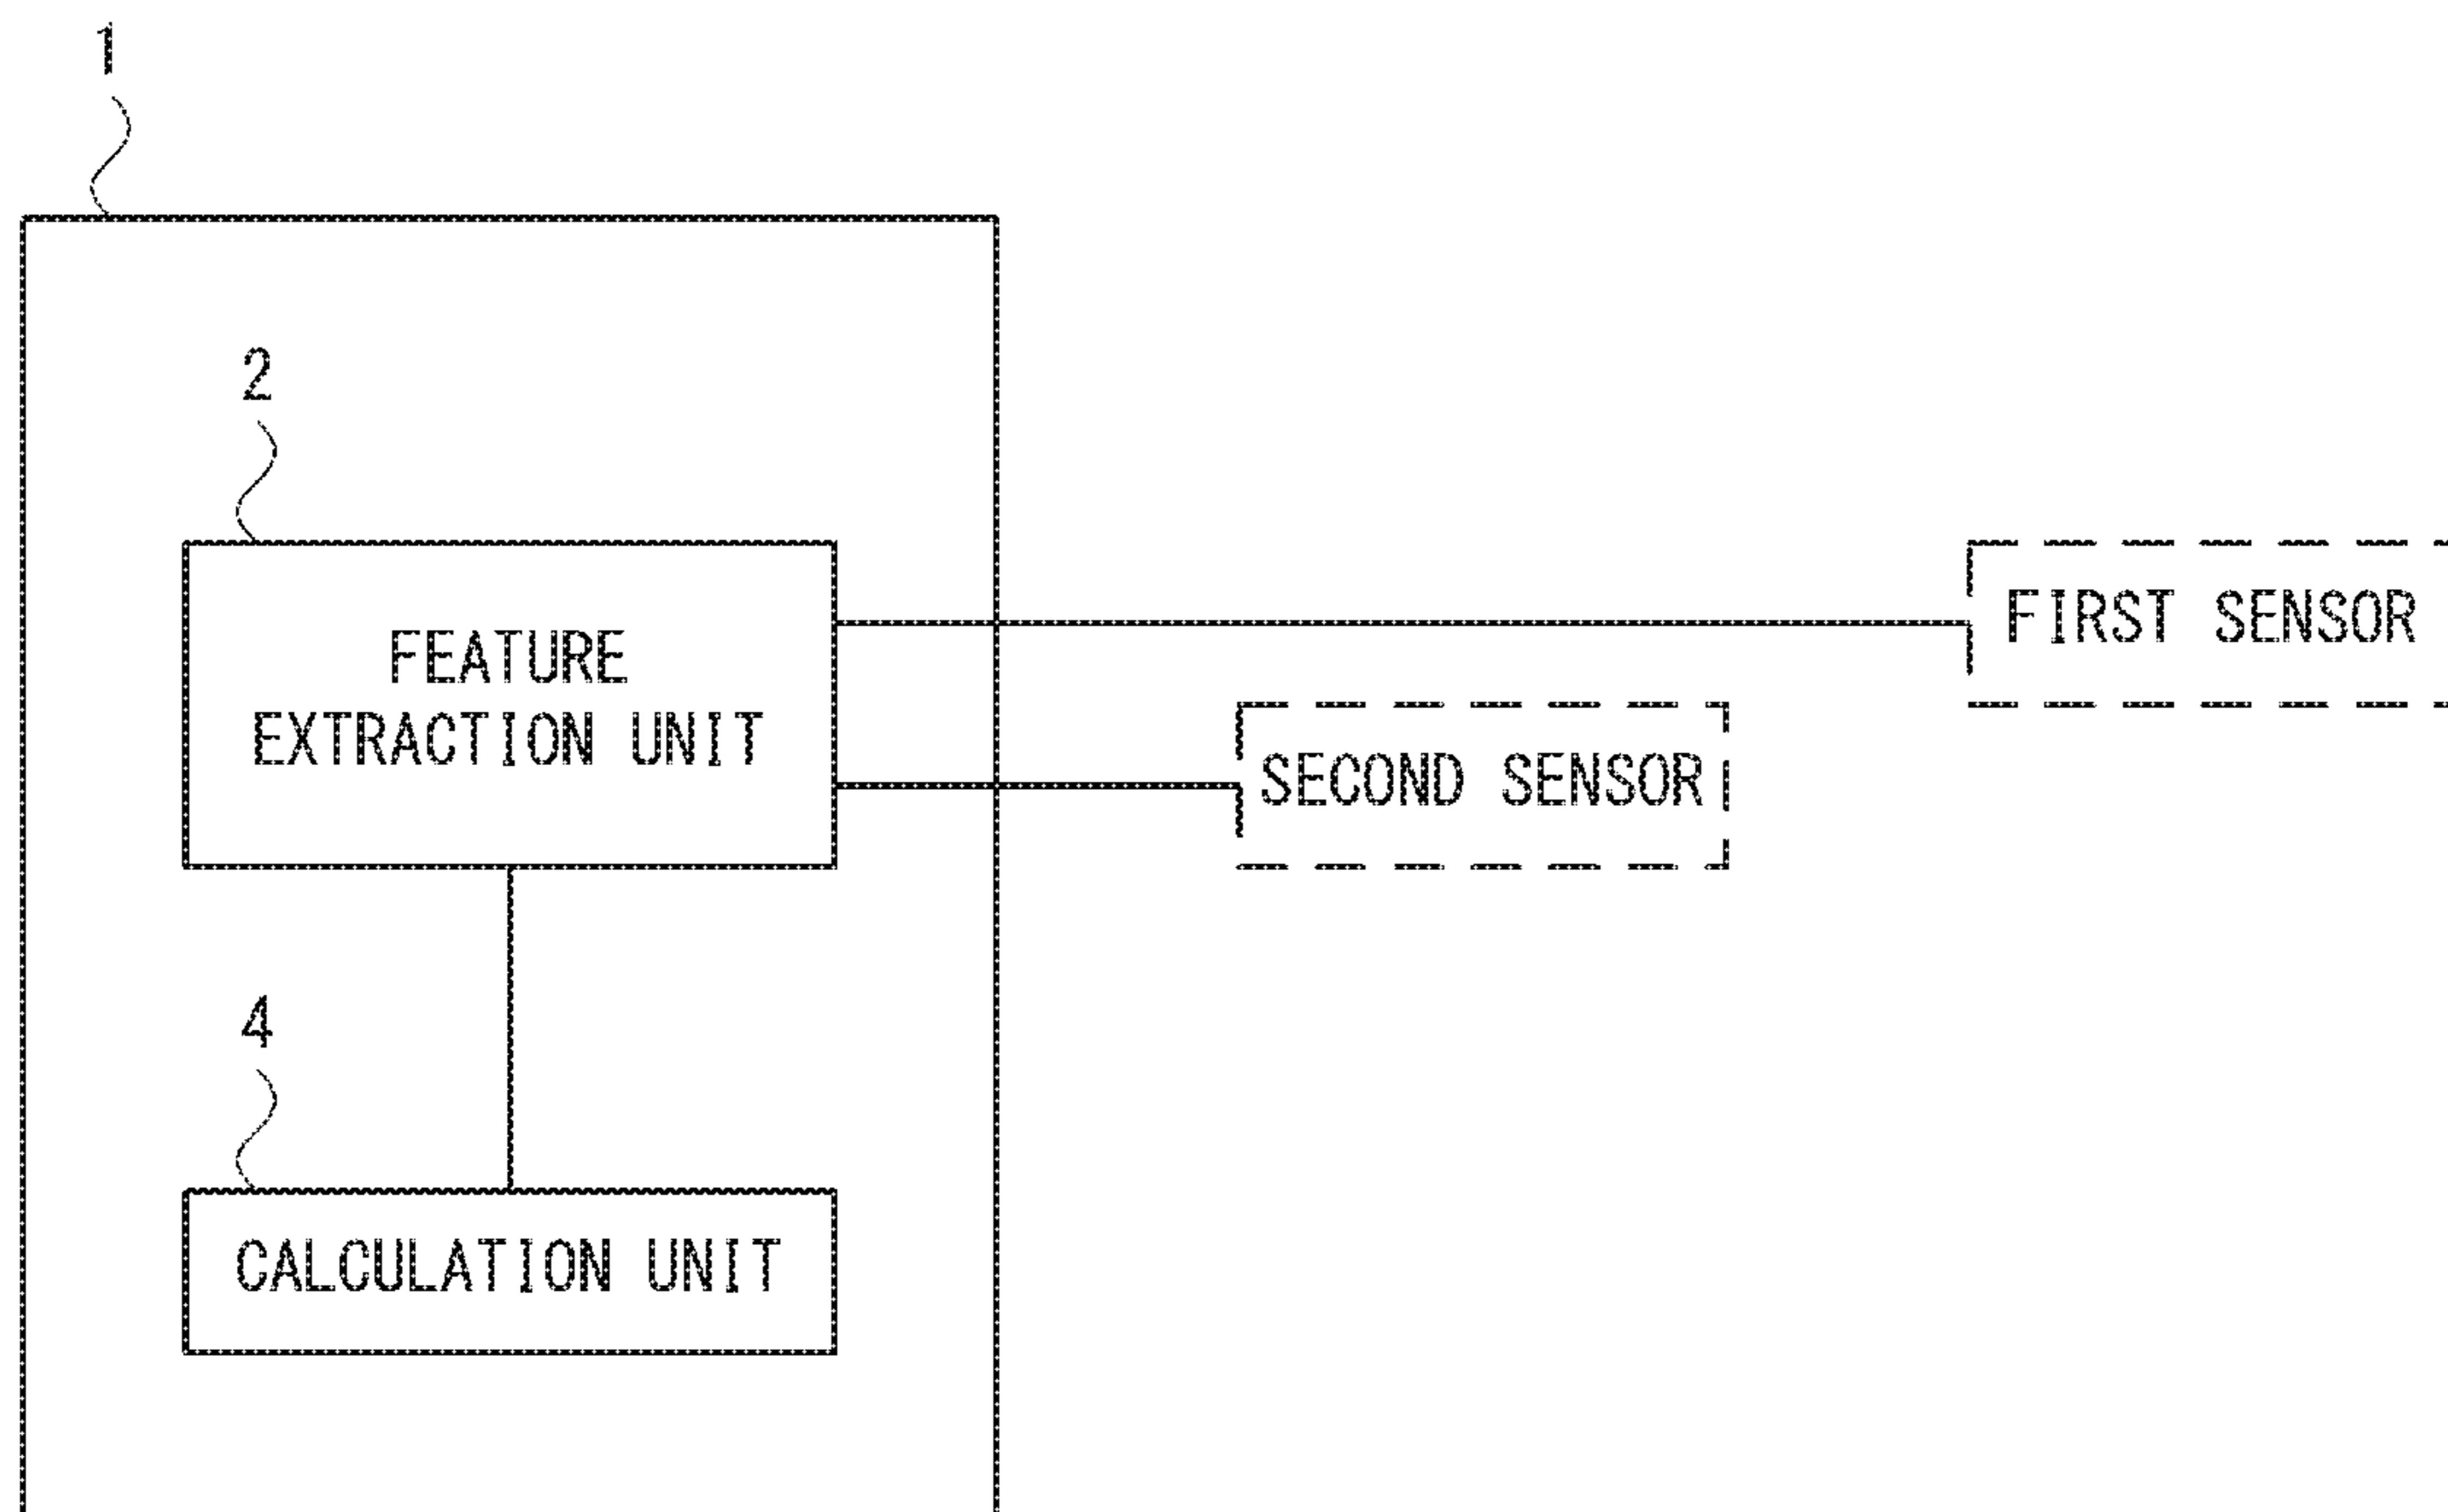 1
2
FEATURE
EXTRACTION UNIT
FIRST SENSOR
SECOND SENSOR
4
CALCULATION UNIT